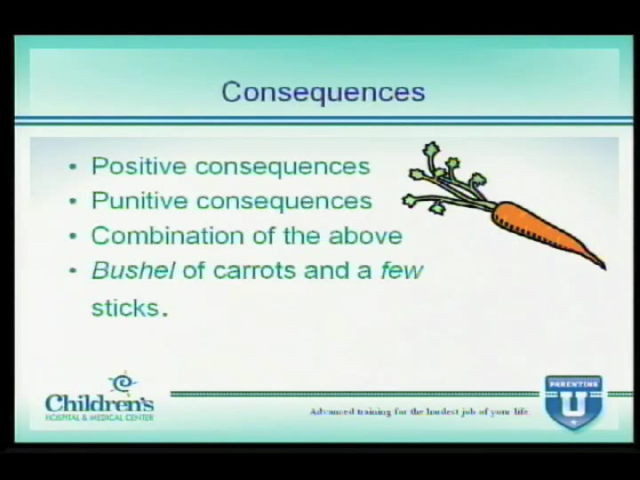 Consequences
• Positive consequences
• Punitive consequences
• Combination of the above
• Bushel of carrots and a few
sticks.
Children's
HOSPITAL & MEDICAL CENTER
Advanced training for the hardest job of your life.
PARENTING
U